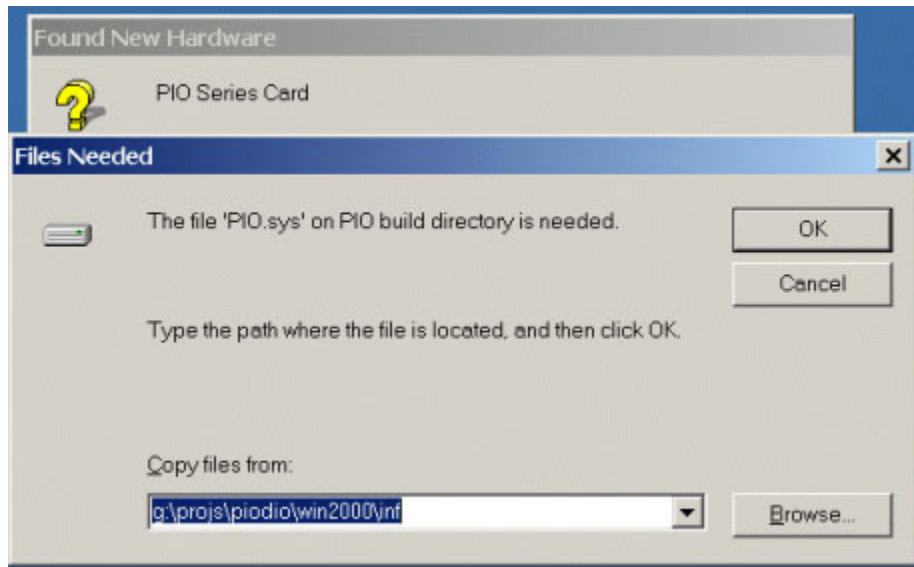 Found New Hardware
PIO Series Card
Files Needed
The file 'PIO.sys' on PIO build directory is needed.
OK
Cancel
Type the path where the file is located, and then click OK.
Copy files from:
g:\projs\piodio\win2000\inf
Browse...